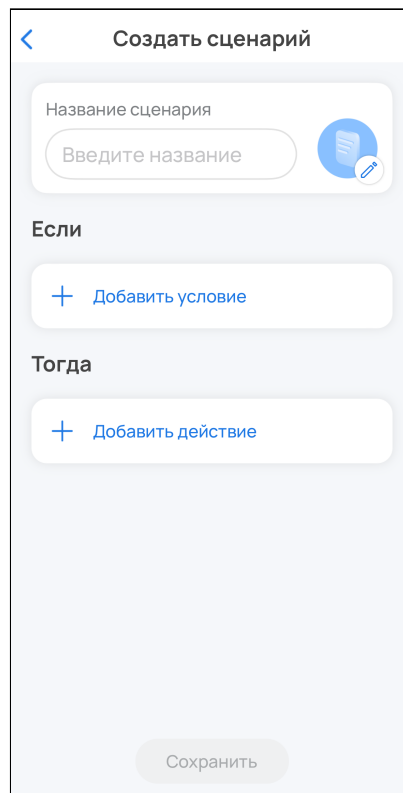 Создать сценарий
Название сценария
Введите название
Если
Добавить условие
Тогда
Добавить действие
Сохранить